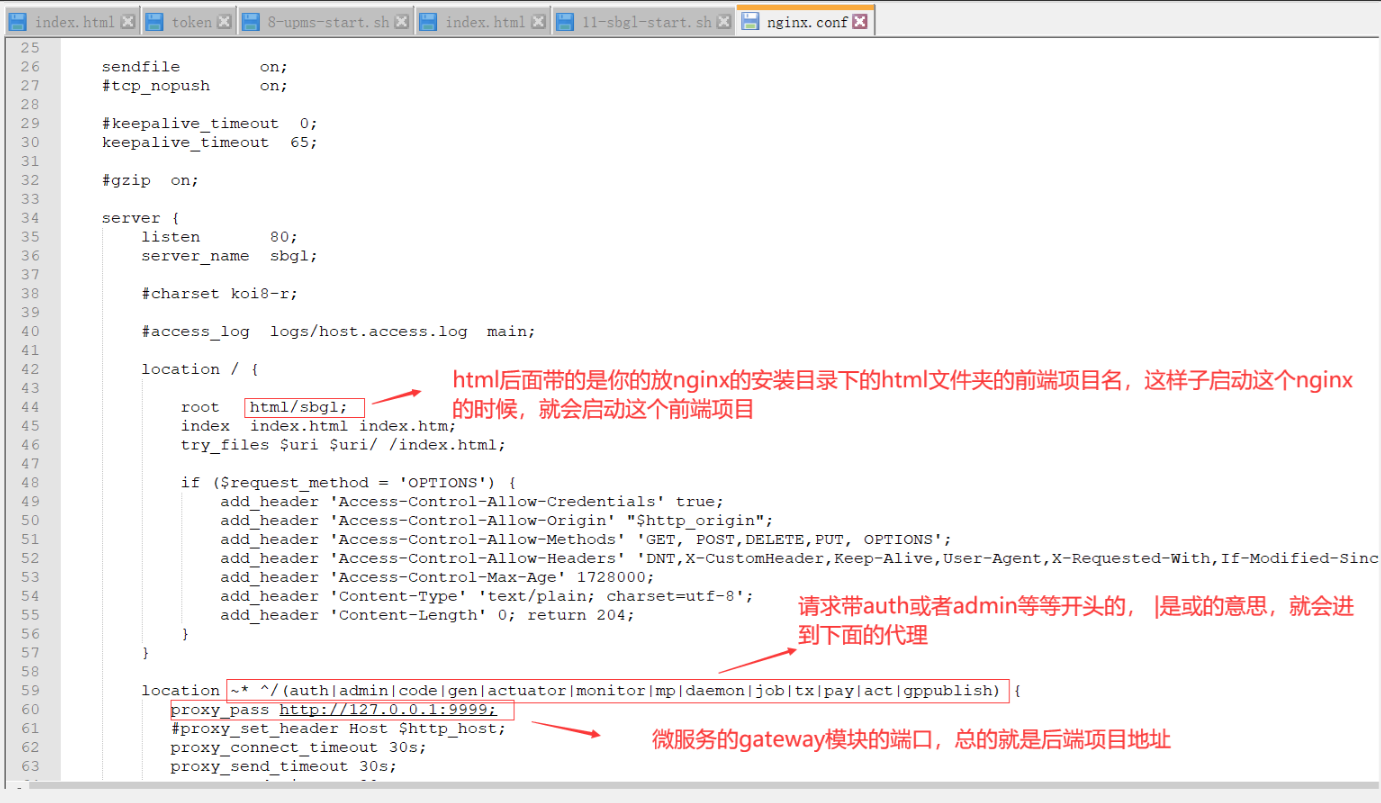 index.html token 8-upms-start.sh index.html 11-sbgl-start.sh nginx.conf
25
26 sendfile on;
27 #tcp_nopush on;
28
29 #keepalive_timeout 0;
30 keepalive_timeout 65;
31
32 #gzip on;
33
34 server {
35 listen 80;
36 server_name sbgl;
37
38 #charset koi8-r;
39
40 #access_log logs/host.access.log main;
41
42 location / {
43
html后面带的是你的放nginx的安装目录下的html文件夹的前端项目名，这样子启动这个nginx
的时候，就会启动这个前端项目
44 root html/sbgl;
45 index index.html index.htm;
46 try_files $uri $uri/ /index.html;
47
48 if ($request_method = 'OPTIONS') {
49 add_header 'Access-Control-Allow-Credentials' true;
50 add_header 'Access-Control-Allow-Origin' "$http_origin";
51 add_header 'Access-Control-Allow-Methods' 'GET, POST,DELETE,PUT, OPTIONS';
52 add_header 'Access-Control-Allow-Headers' 'DNT,X-CustomHeader,Keep-Alive,User-Agent,X-Requested-With,If-Modified-Sinc
53 add_header 'Access-Control-Max-Age' 1728000;
54 add_header 'Content-Type' 'text/plain; charset=utf-8';
55 add_header 'Content-Length' 0; return 204;
请求带auth或者admin等等开头的， |是或的意思，就会进
到下面的代理
56 }
57 }
58
59 location ~* ^/(auth|admin|code|gen|actuator|monitor|mp|daemon|job|tx|pay|act|gppublish) {
60 proxy_pass http://127.0.0.1:9999;
61 #proxy_set_header Host $http_host;
微服务的gateway模块的端口，总的就是后端项目地址
62 proxy_connect_timeout 30s;
63 proxy_send_timeout 30s;